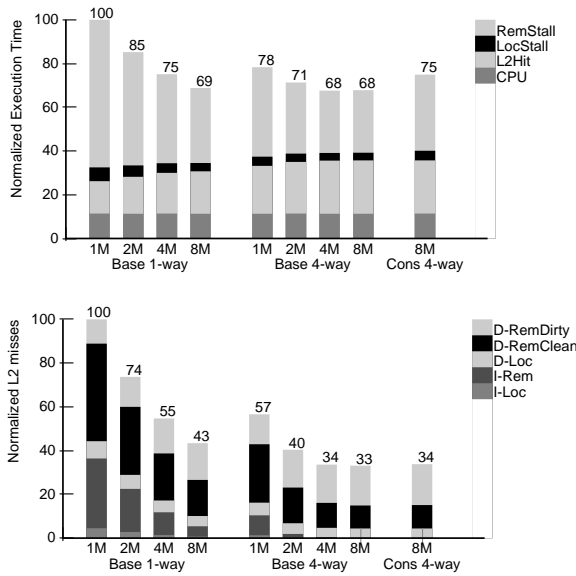 100
100
RemStall
LocStall
L2Hit
CPU
85
78
80
75
75
71
69
68
68
60
40
20
0
Normalized Execution Time
1M 2M 4M 8M 1M 2M 4M 8M 8M
Base 1-way Base 4-way Cons 4-way
100
100
D-RemDirty
D-RemClean
D-Loc
I-Rem
I-Loc
80
74
60
57
55
43
40
40
34
33
34
20
0
Normalized L2 misses
1M 2M 4M 8M 1M 2M 4M 8M 8M
Base 1-way Base 4-way Cons 4-way